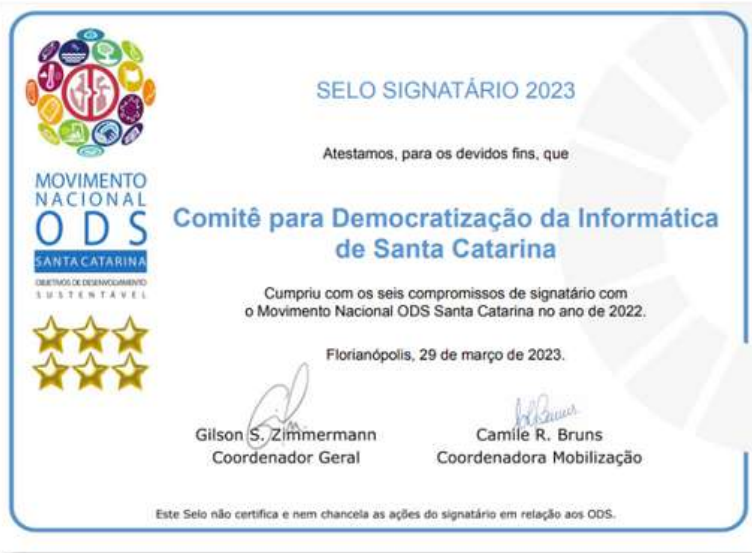 SELO SIGNATÁRIO 2023
Atestamos, para os devidos fins, que
MOVIMENTO
NACIONAL
ODS
SANTA CATARINA
OBJETIVOS DE DESENVOLVIMENTO
SUSTENTÁVEL
Comitê para Democratização da Informática
de Santa Catarina
Cumpriu com os seis compromissos de signatário com
o Movimento Nacional ODS Santa Catarina no ano de 2022.
Florianópolis, 29 de março de 2023.
Gilson S. Zimmermann
Coordenador Geral
Camile R. Bruns
Coordenadora Mobilização
Este Selo não certifica e nem chancela as ações do signatário em relação aos ODS.